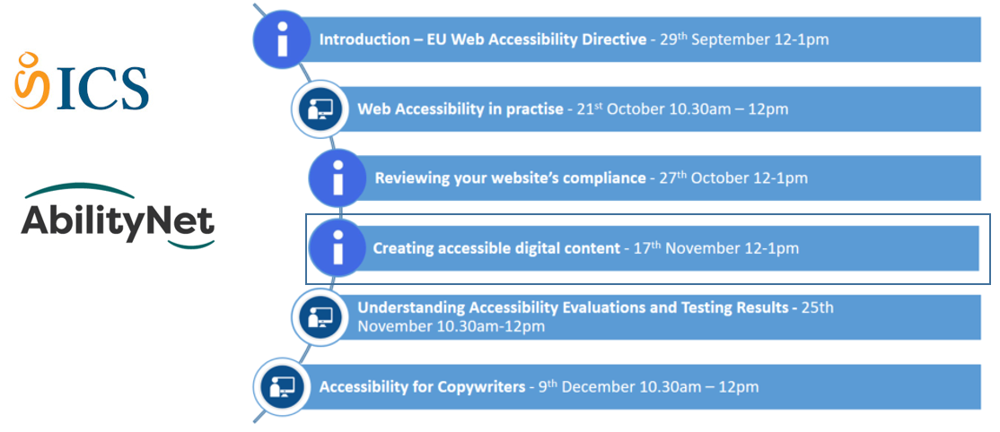 ICS
AbilityNet
Introduction – EU Web Accessibility Directive - 29th September 12-1pm
Web Accessibility in practise - 21st October 10.30am – 12pm
Reviewing your website’s compliance - 27th October 12-1pm
Creating accessible digital content - 17th November 12-1pm
Understanding Accessibility Evaluations and Testing Results - 25th
November 10.30am-12pm
Accessibility for Copywriters - 9th December 10.30am – 12pm